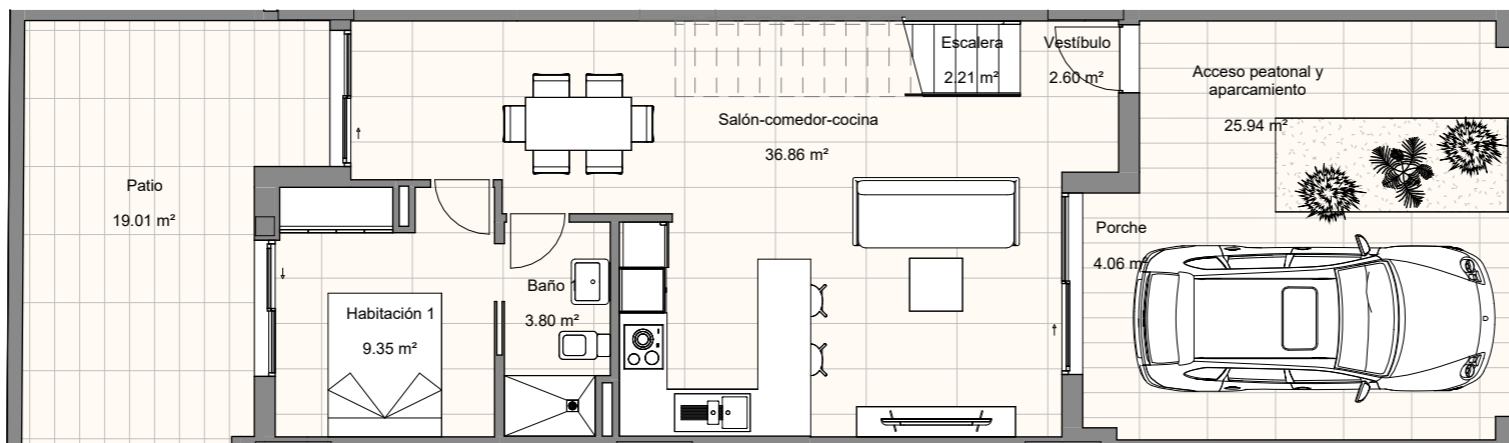 Patio
19.01 m²
Habitación 1
9.35 m²
Baño
3.80 m²
Salón-comedor-cocina
36.86 m²
Escalera
2.21 m²
Vestíbulo
2.60 m²
Porche
4.06 m²
Acceso peatonal y
aparcamiento
25.94 m²